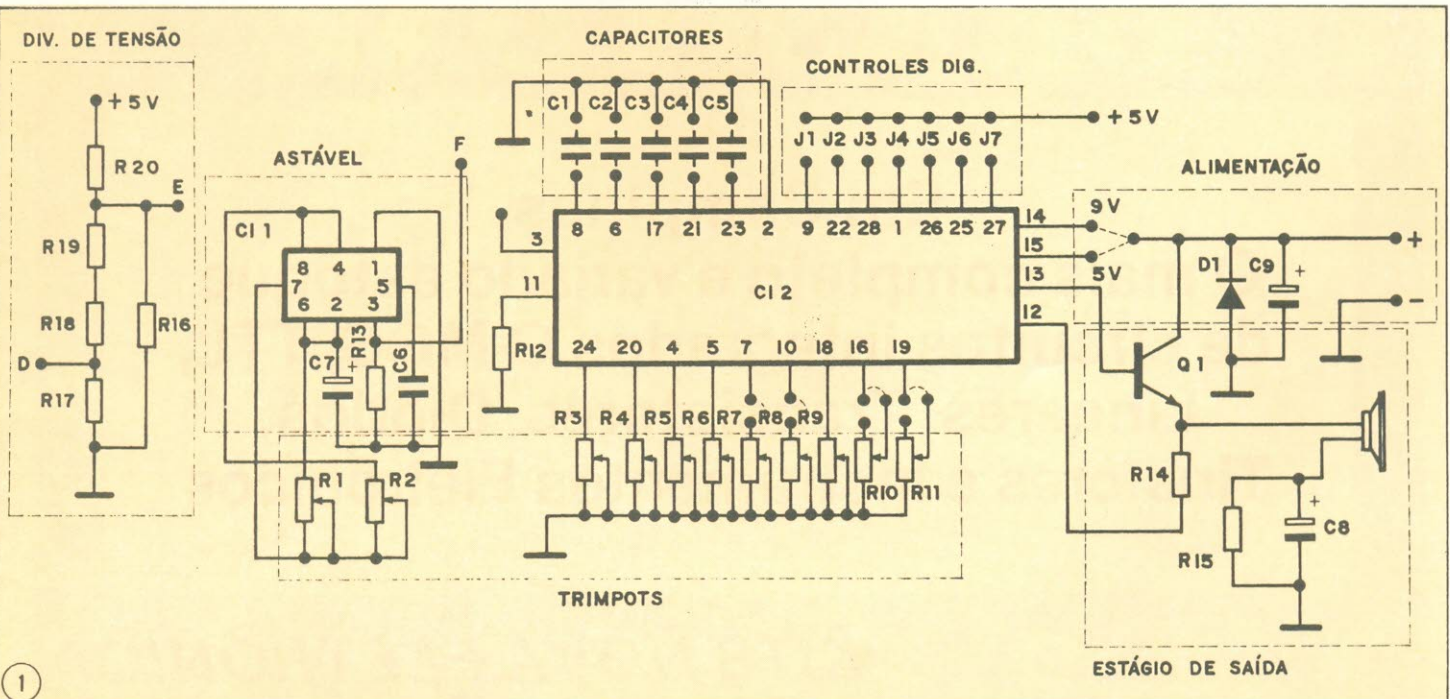 DIV. DE TENSÃO
+5V
R20
E
R19
R18
R16
D
R17
ASTÁVEL
F
CI 1
8 4 1
7 5
6 2 3
C7
+
R13
C6
R1
R2
CAPACITORES
C1 C2 C3 C4 C5
CONTROLES DIG.
J1 J2 J3 J4 J5 J6 J7
+5V
8 6 17 21 23 2 9 22 28 1 26 25 27
3
11
R12
CI 2
14
15
13
12
24 20 4 5 7 10 18 16 19
R3 R4 R5 R6 R7 R8 R9
R10 R11
TRIMPOTS
ALIMENTAÇÃO
9V
5V
D1
C9
+
+
-
Q1
R14
R15
+
C8
ESTÁGIO DE SAÍDA
1